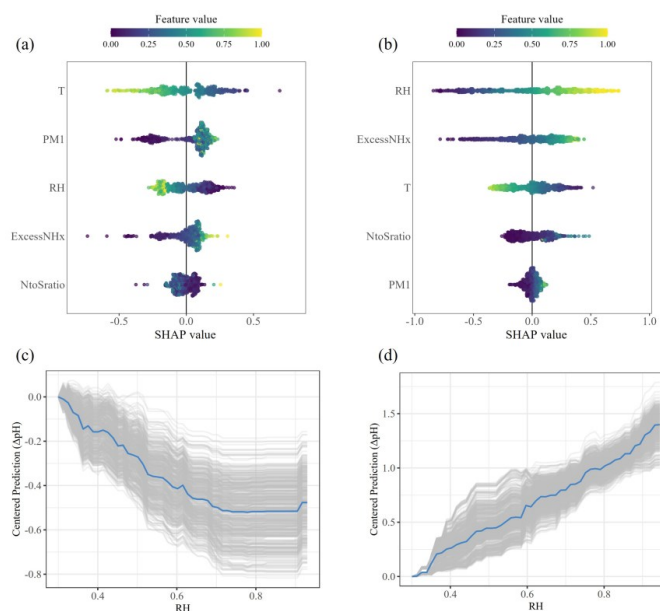 Feature value
(a)
0.00 0.25 0.50 0.75 1.00
T
PM1
RH
ExcessNHx
NtoSratio
-0.5 0.0 0.5
SHAP value
Feature value
(b)
0.00 0.25 0.50 0.75 1.00
RH
ExcessNHx
T
NtoSratio
PM1
-1.0 -0.5 0.0 0.5 1.0
SHAP value
(c)
Centered Prediction (ΔpH)
0.0
-0.2
-0.4
-0.6
-0.8
0.4 0.6 0.8
RH
(d)
Centered Prediction (ΔpH)
1.5
1.0
0.5
0.0
0.4 0.6 0.8
RH